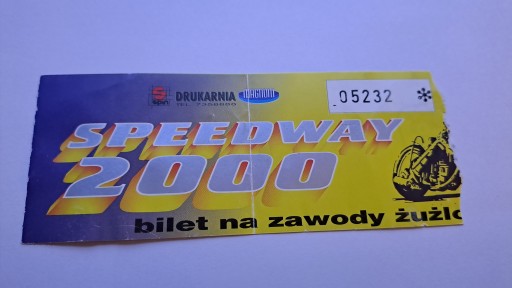 DRUKARNIA
05232 *
SPEEDWAY
2000
bilet na zawody żużlo